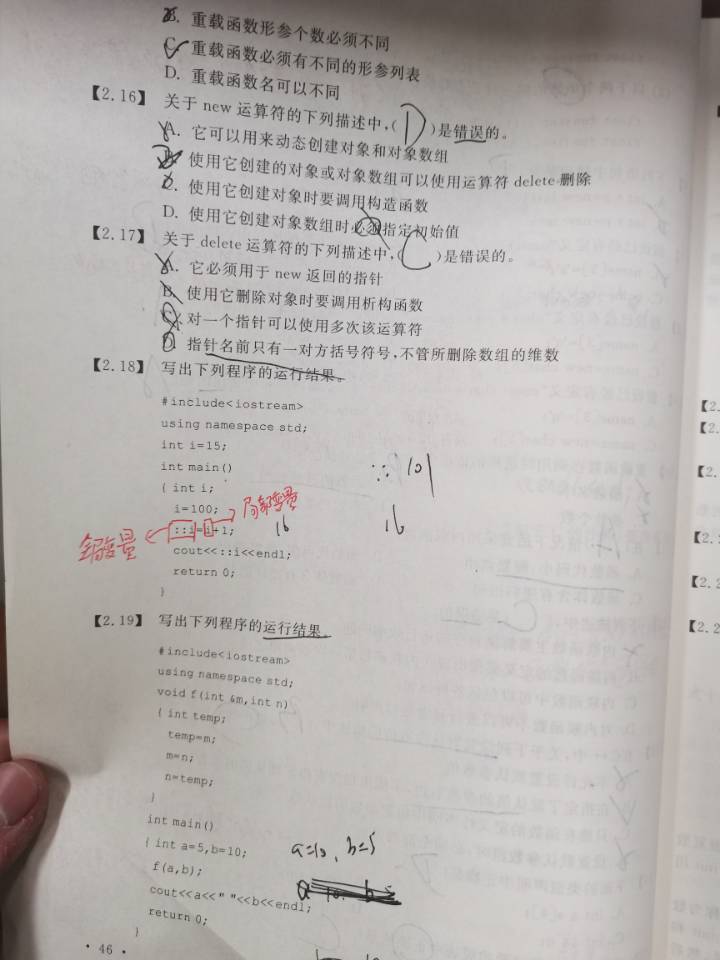 B. 重载函数形参个数必须不同
C. 重载函数必须有不同的形参列表
D. 重载函数名可以不同
【2.16】 关于 new 运算符的下列描述中,( D )是错误的。
A. 它可以用来动态创建对象和对象数组
B. 使用它创建的对象或对象数组可以使用运算符 delete 删除
C. 使用它创建对象时要调用构造函数
D. 使用它创建对象数组时必须指定初始值
【2.17】 关于 delete 运算符的下列描述中,( C )是错误的。
A. 它必须用于 new 返回的指针
B. 使用它删除对象时要调用析构函数
C. 对一个指针可以使用多次该运算符
D. 指针名前只有一对方括号符号,不管所删除数组的维数
【2.18】 写出下列程序的运行结果。
#include<iostream>
using namespace std;
int i=15;
int main()
{ int i;
i=100;
::i=i+1;
cout<<::i<<endl;
return 0;
}
全局变量
局部变量
16
∵ 101
16
【2.19】 写出下列程序的运行结果。
#include<iostream>
using namespace std;
void f(int &m,int n)
{ int temp;
temp=m;
m=n;
n=temp;
}
int main()
{ int a=5,b=10;
f(a,b);
cout<<a<<" "<<b<<endl;
return 0;
}
a=10、b=5
· 46 ·
【2.
【2.
【2.
【2.
【2.2
【2.2